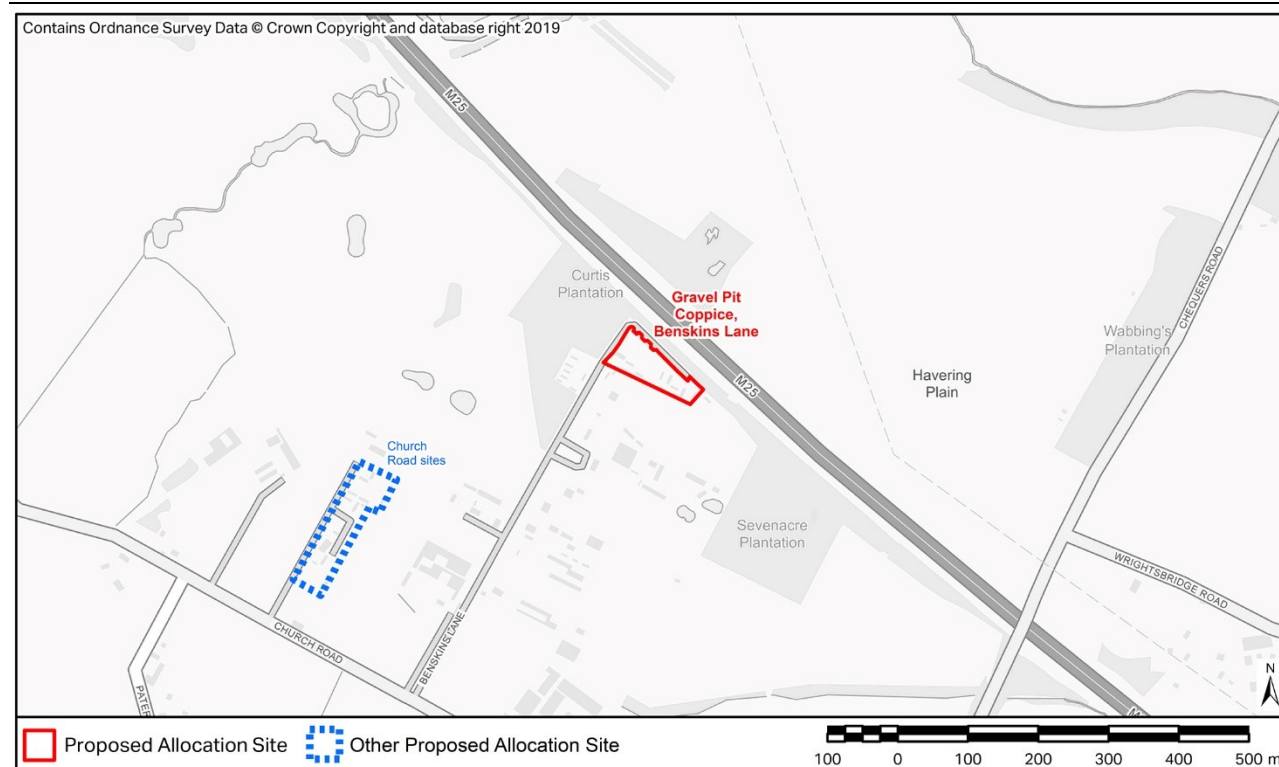 Contains Ordnance Survey Data © Crown Copyright and database right 2019
M25
Curtis
Plantation
Gravel Pit
Coppice,
Benskins Lane
CHEQUERS ROAD
Wabbing's
Plantation
Havering
Plain
M25
Church
Road sites
Sevenacre
Plantation
WRIGHTSBRIDGE ROAD
BENSKINS LANE
CHURCH ROAD
PATER
N
Proposed Allocation Site
Other Proposed Allocation Site
100 0 100 200 300 400 500 m